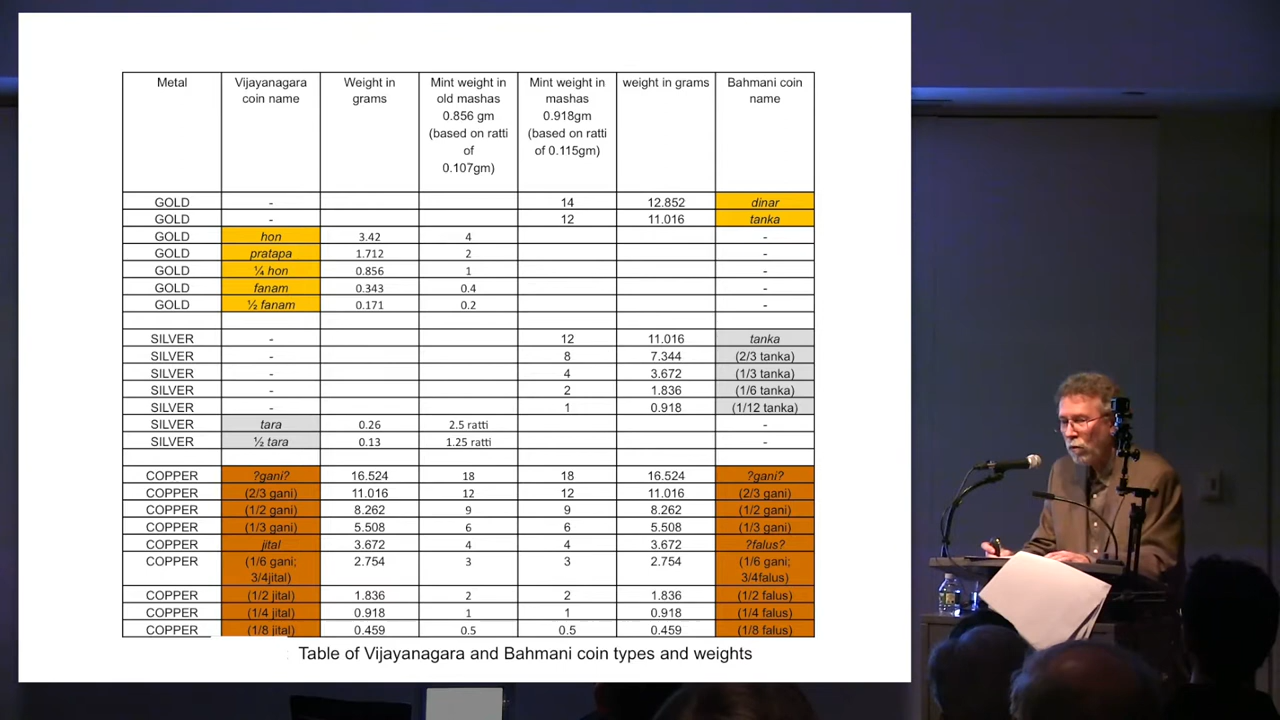 Metal | Vijayanagara coin name | Weight in grams | Mint weight in old mashas 0.856 gm (based on ratti of 0.107gm) | Mint weight in mashas 0.918gm (based on ratti of 0.115gm) | weight in grams | Bahmani coin name
GOLD | - | | | 14 | 12.852 | dinar
GOLD | - | | | 12 | 11.016 | tanka
GOLD | hon | 3.42 | 4 | | | -
GOLD | pratapa | 1.712 | 2 | | | -
GOLD | ¼ hon | 0.856 | 1 | | | -
GOLD | fanam | 0.343 | 0.4 | | | -
GOLD | ½ fanam | 0.171 | 0.2 | | | -
SILVER | - | | | 12 | 11.016 | tanka
SILVER | - | | | 8 | 7.344 | (2/3 tanka)
SILVER | - | | | 4 | 3.672 | (1/3 tanka)
SILVER | - | | | 2 | 1.836 | (1/6 tanka)
SILVER | - | | | 1 | 0.918 | (1/12 tanka)
SILVER | tara | 0.26 | 2.5 ratti | | | -
SILVER | ½ tara | 0.13 | 1.25 ratti | | | -
COPPER | ?gani? | 16.524 | 18 | 18 | 16.524 | ?gani?
COPPER | (2/3 gani) | 11.016 | 12 | 12 | 11.016 | (2/3 gani)
COPPER | (1/2 gani) | 8.262 | 9 | 9 | 8.262 | (1/2 gani)
COPPER | (1/3 gani) | 5.508 | 6 | 6 | 5.508 | (1/3 gani)
COPPER | jital | 3.672 | 4 | 4 | 3.672 | ?falus?
COPPER | (1/6 gani; 3/4jital) | 2.754 | 3 | 3 | 2.754 | (1/6 gani; 3/4falus)
COPPER | (1/2 jital) | 1.836 | 2 | 2 | 1.836 | (1/2 falus)
COPPER | (1/4 jital) | 0.918 | 1 | 1 | 0.918 | (1/4 falus)
COPPER | (1/8 jital) | 0.459 | 0.5 | 0.5 | 0.459 | (1/8 falus)
Table of Vijayanagara and Bahmani coin types and weights